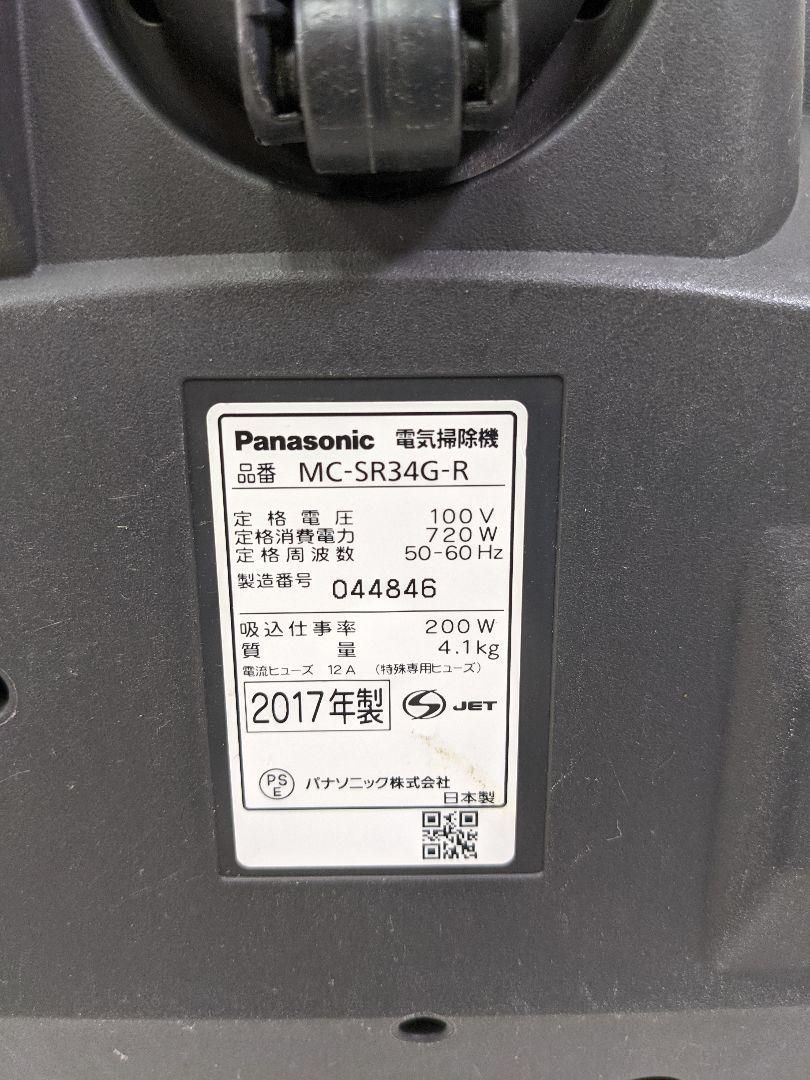 Panasonic 電気掃除機
品番 MC-SR34G-R
定格電圧 100V
定格消費電力 720W
定格周波数 50-60Hz
製造番号 044846
吸込仕事率 200W
質量 4.1kg
電流ヒューズ 12A (特殊専用ヒューズ)
2017年製 S JET
PS
E パナソニック株式会社
日本製